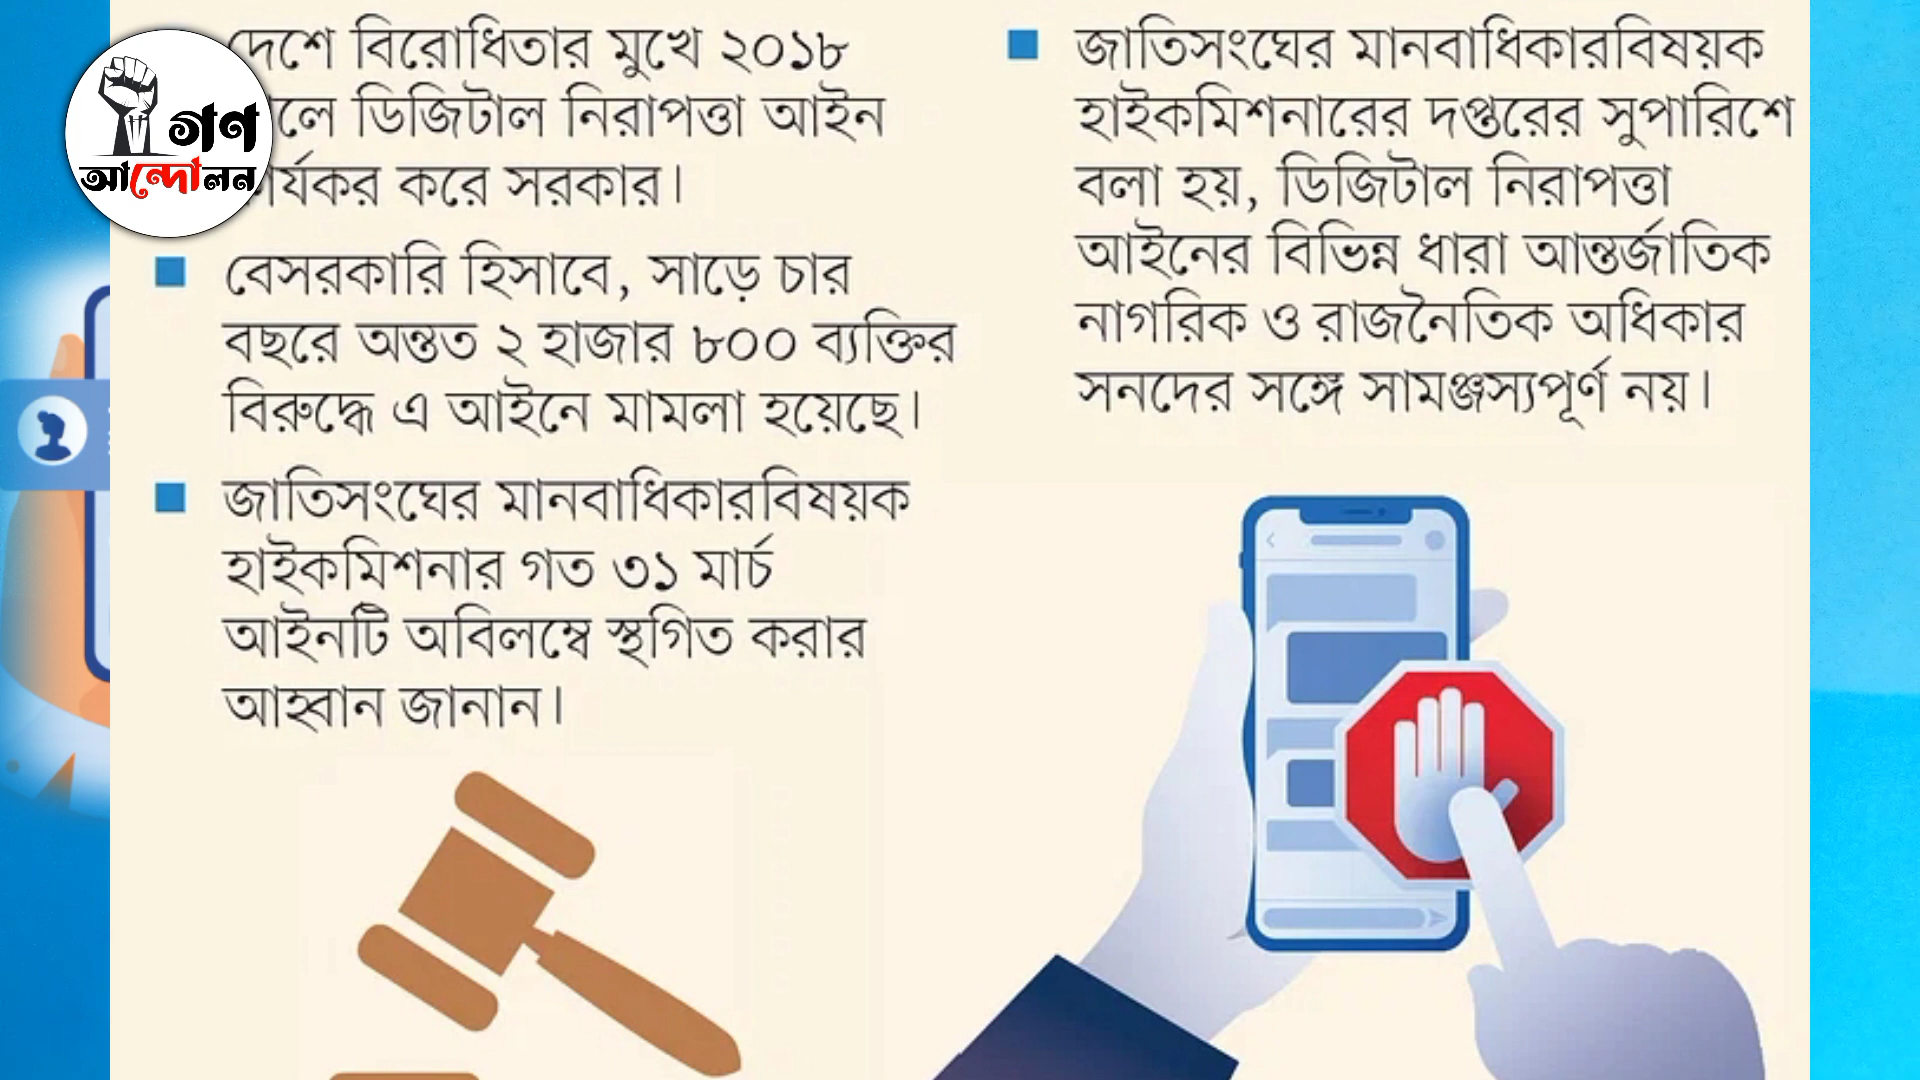 গণ
আন্দোলন
দেশে বিরোধিতার মুখে ২০১৮
ডিজিটাল নিরাপত্তা আইন
করে সরকার।
বেসরকারি হিসাবে, সাড়ে চার
বছরে অন্তত ২ হাজার ৮০০ ব্যক্তির
বিরুদ্ধে এ আইনে মামলা হয়েছে।
জাতিসংঘের মানবাধিকারবিষয়ক
হাইকমিশনার গত ৩১ মার্চ
আইনটি অবিলম্বে স্থগিত করার
আহ্বান জানান।
জাতিসংঘের মানবাধিকারবিষয়ক
হাইকমিশনারের দপ্তরের সুপারিশে
বলা হয়, ডিজিটাল নিরাপত্তা
আইনের বিভিন্ন ধারা আন্তর্জাতিক
নাগরিক ও রাজনৈতিক অধিকার
সনদের সঙ্গে সামঞ্জস্যপূর্ণ নয়।